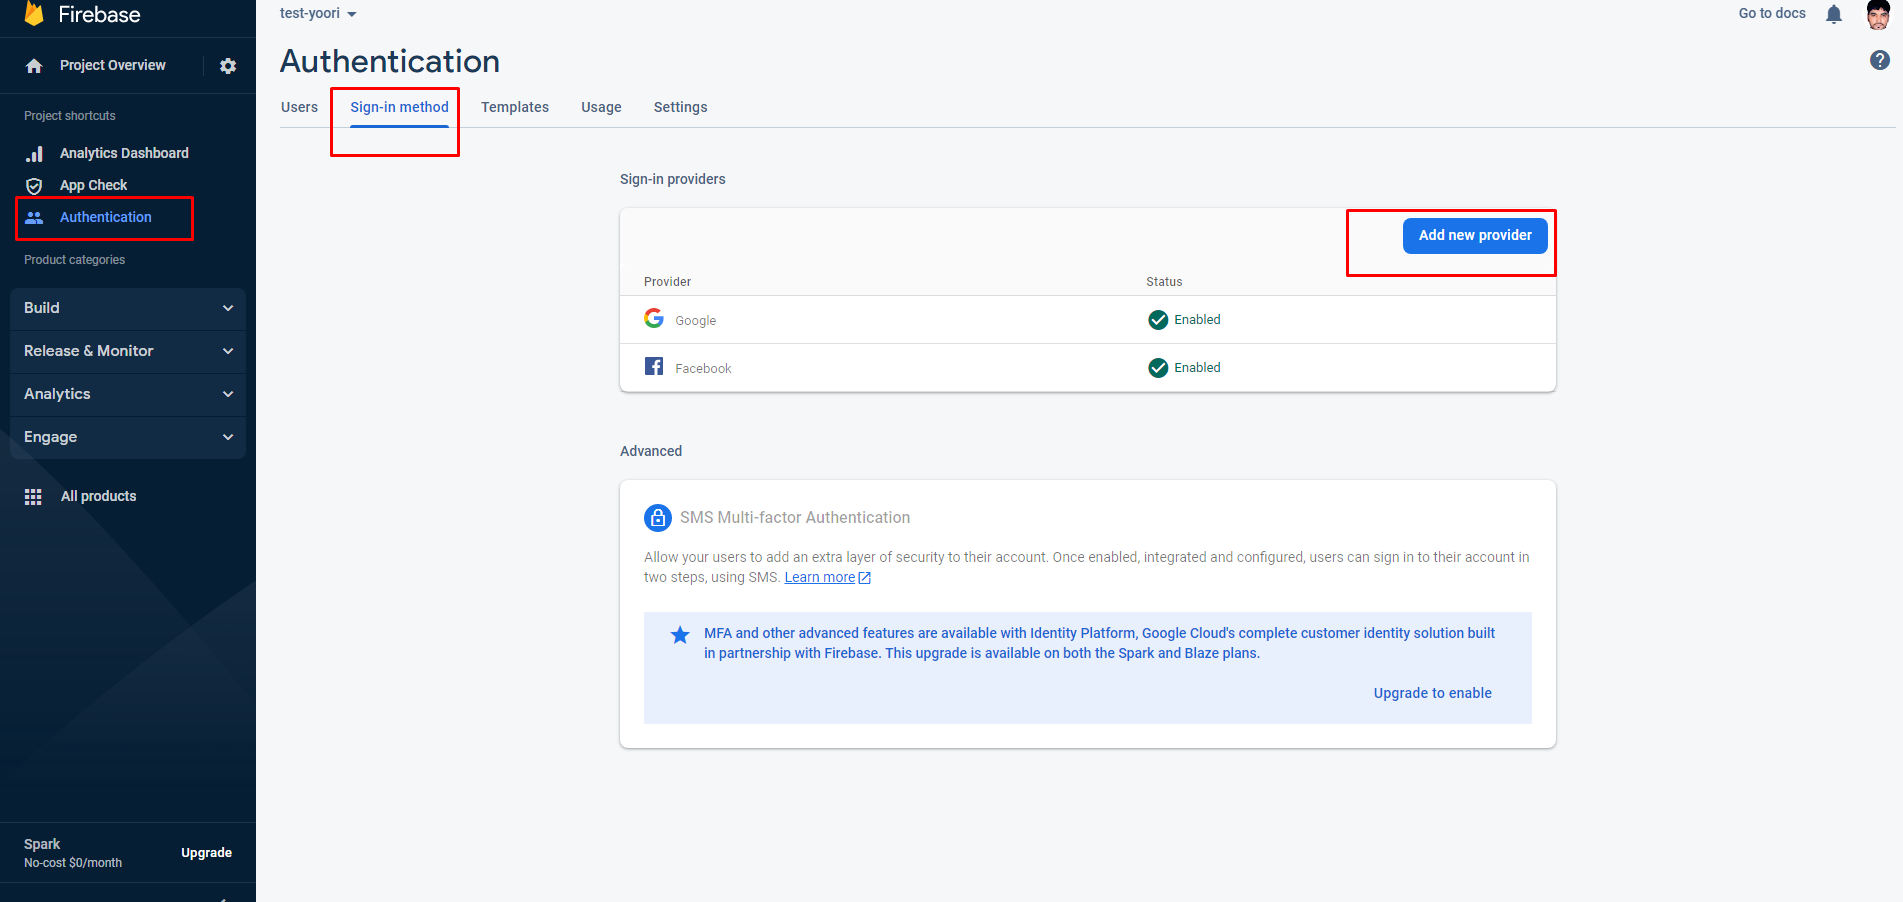 Firebase
Project Overview
Project shortcuts
Analytics Dashboard
App Check
Authentication
Product categories
Build
Release & Monitor
Analytics
Engage
All products
Spark
No-cost $0/month
Upgrade
test-yoori
Go to docs
Authentication
Users
Sign-in method
Templates
Usage
Settings
Sign-in providers
Add new provider
Provider
Status
Google
Enabled
Facebook
Enabled
Advanced
SMS Multi-factor Authentication
Allow your users to add an extra layer of security to their account. Once enabled, integrated and configured, users can sign in to their account in
two steps, using SMS. Learn more
MFA and other advanced features are available with Identity Platform, Google Cloud's complete customer identity solution built
in partnership with Firebase. This upgrade is available on both the Spark and Blaze plans.
Upgrade to enable